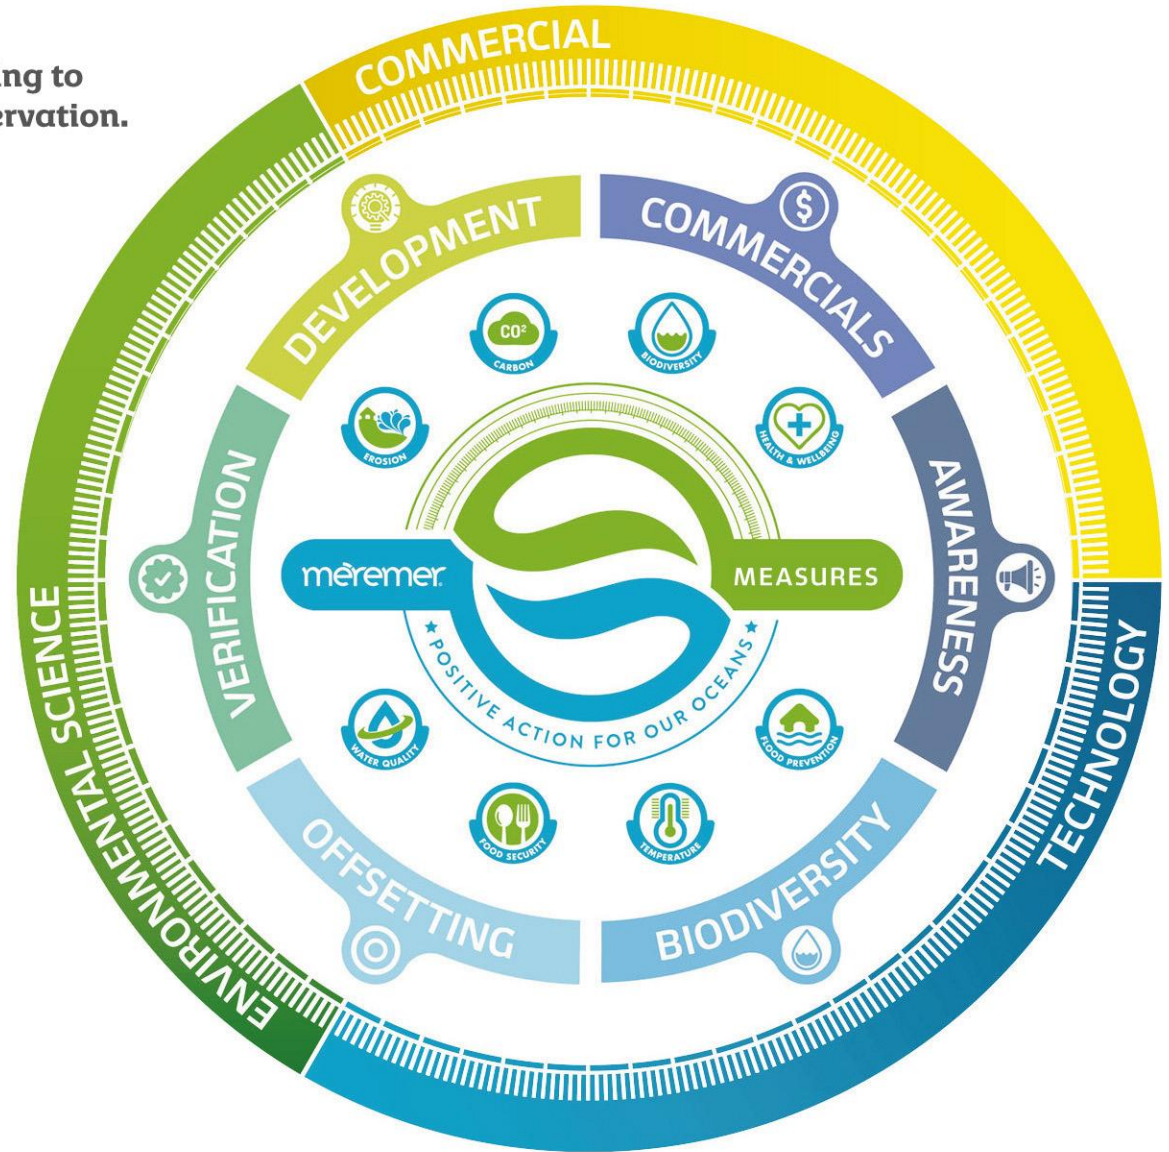 ng to
ervation.
COMMERCIAL
DEVELOPMENT
COMMERCIALS
CO²
CARBON
BIODIVERSITY
EROSION
HEALTH & WELLBEING
VERIFICATION
AWARENESS
mèremer
MEASURES
★ POSITIVE ACTION FOR OUR OCEANS ★
ENVIRONMENTAL SCIENCE
TECHNOLOGY
WATER QUALITY
FLOOD PREVENTION
FOOD SECURITY
TEMPERATURE
OFFSETTING
BIODIVERSITY
$